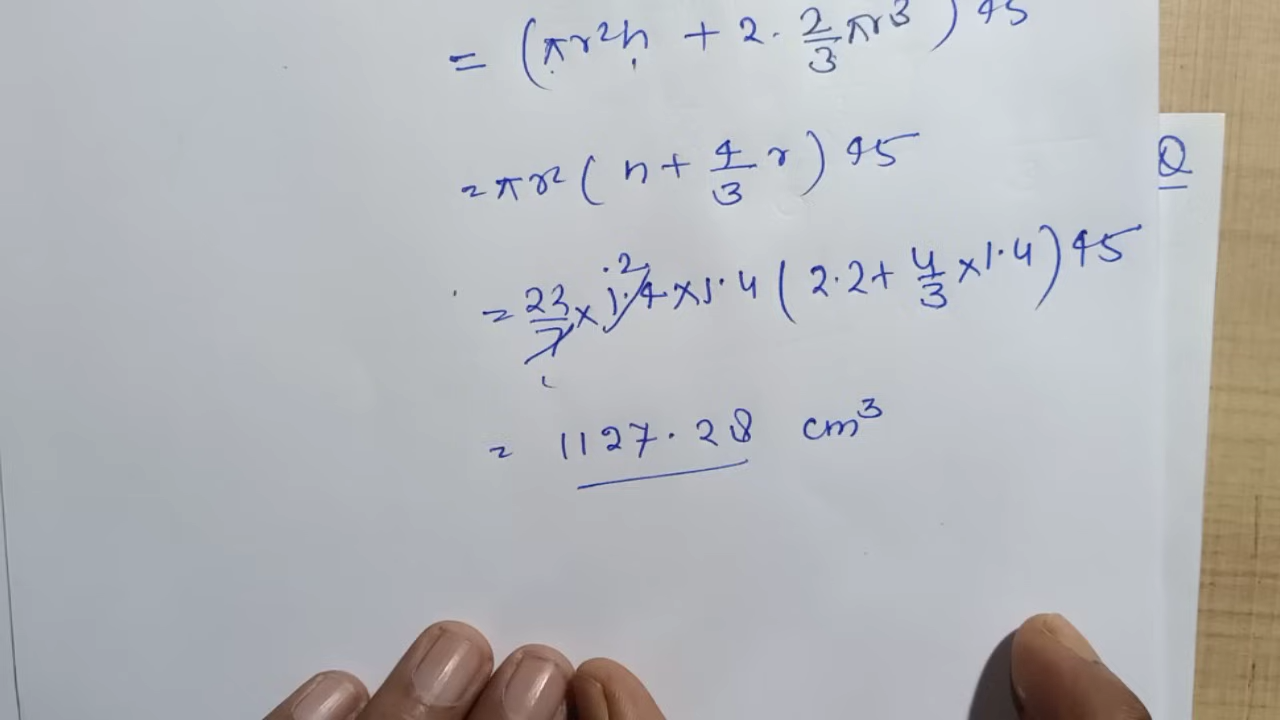 = (πr²h + 2. 2/3 πr³) 45
= πr² (h + 4/3 r) 45
Q
= 22/7 × 1.4 × 1.4 (2.2 + 4/3 × 1.4) 45
.2
= 1127.28 cm³